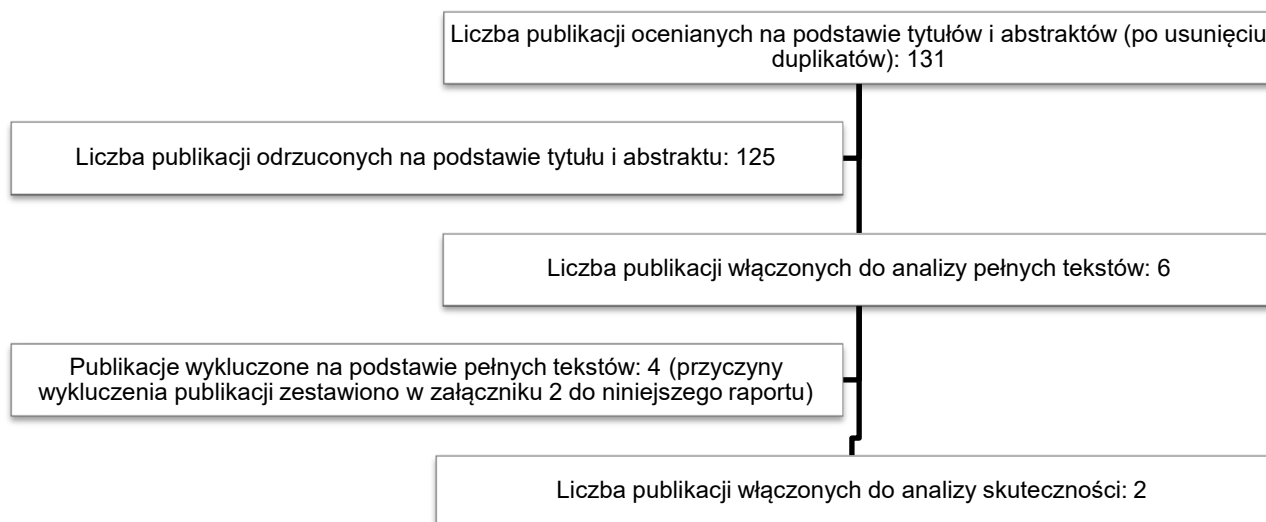 Liczba publikacji ocenianych na podstawie tytułów i abstraktów (po usunięciu
duplikatów): 131
Liczba publikacji odrzuconych na podstawie tytułu i abstraktu: 125
Liczba publikacji włączonych do analizy pełnych tekstów: 6
Publikacje wykluczone na podstawie pełnych tekstów: 4 (przyczyny
wykluczenia publikacji zestawiono w załączniku 2 do niniejszego raportu)
Liczba publikacji włączonych do analizy skuteczności: 2